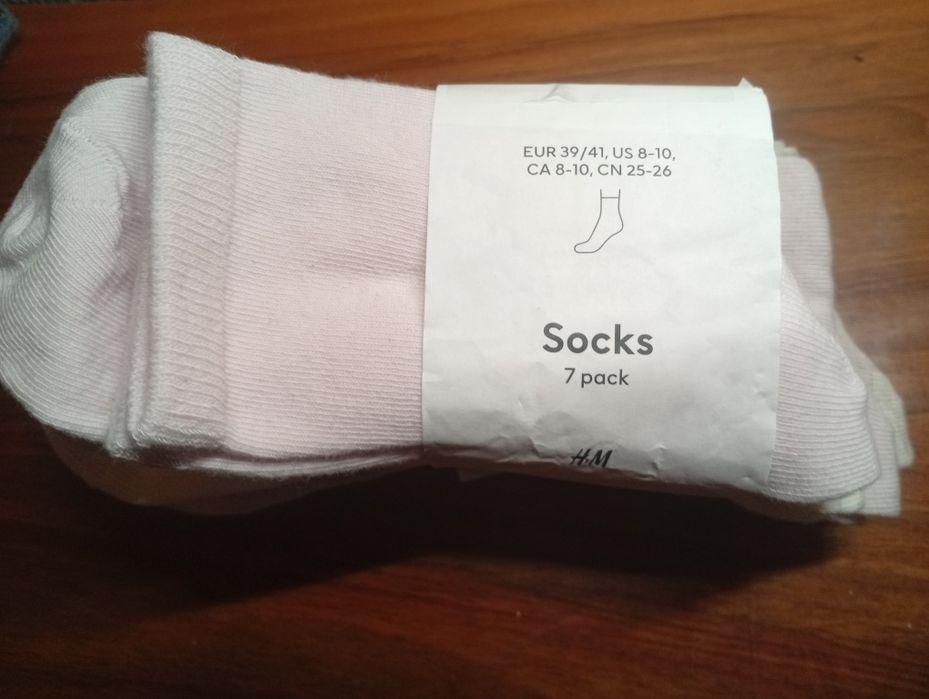 EUR 39/41, US 8-10,
CA 8-10, CN 25-26
Socks
7 pack
H&M